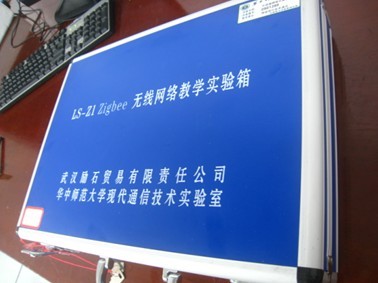 LS-Z1 Zigbee 无线网络教学实验箱
武汉励石贸易有限责任公司
华中师范大学现代通信技术实验室